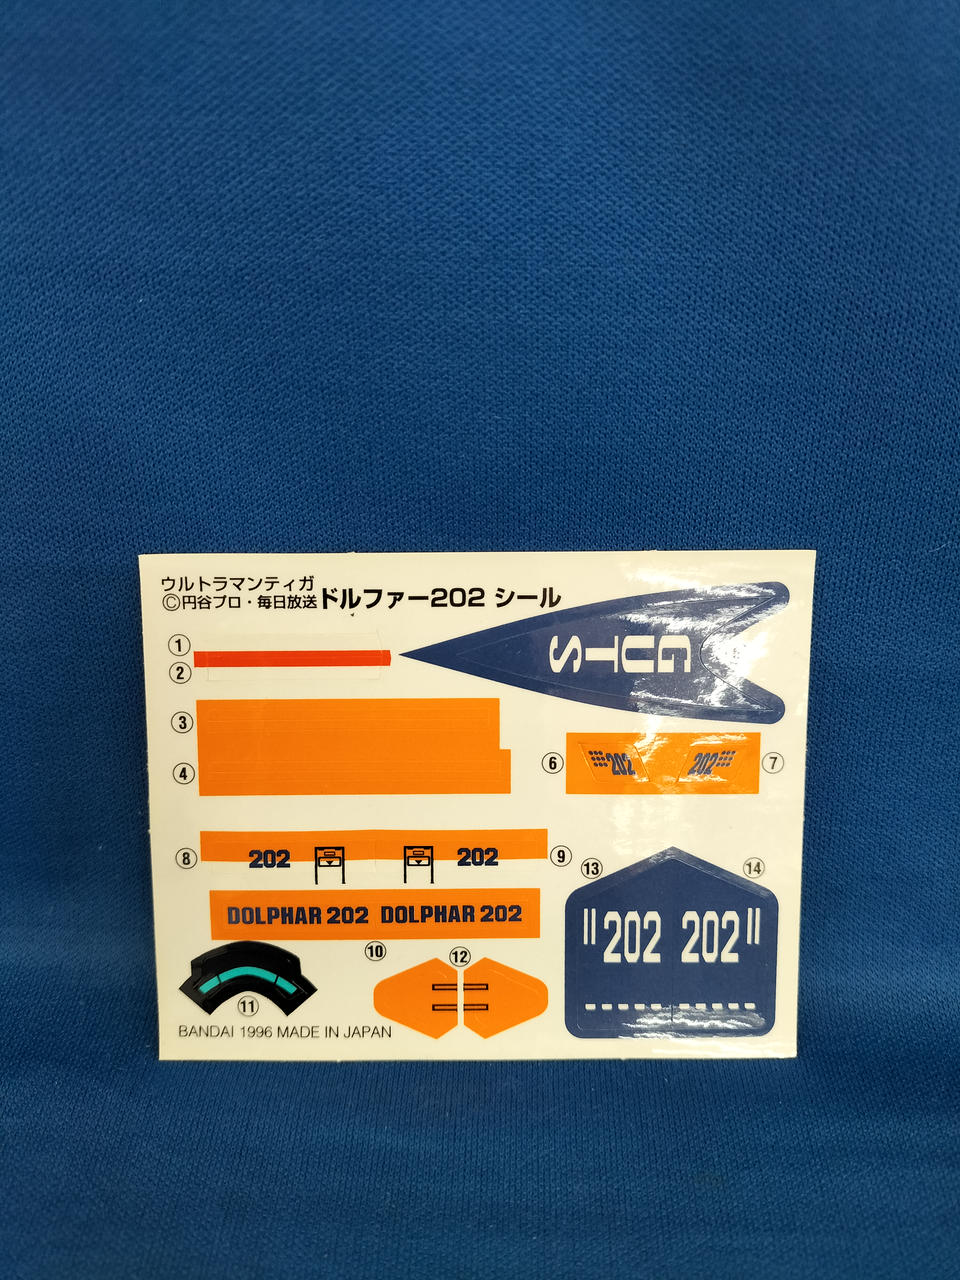 ウルトラマンティガ
©円谷プロ・毎日放送 ドルファー202 シール
①
②
GUTS
③
④
⑥ 202 202 ⑦
⑧ 202 202 ⑨
⑬ ⑭
DOLPHAR 202 DOLPHAR 202
202 202
⑩ ⑫
⑪
BANDAI 1996 MADE IN JAPAN